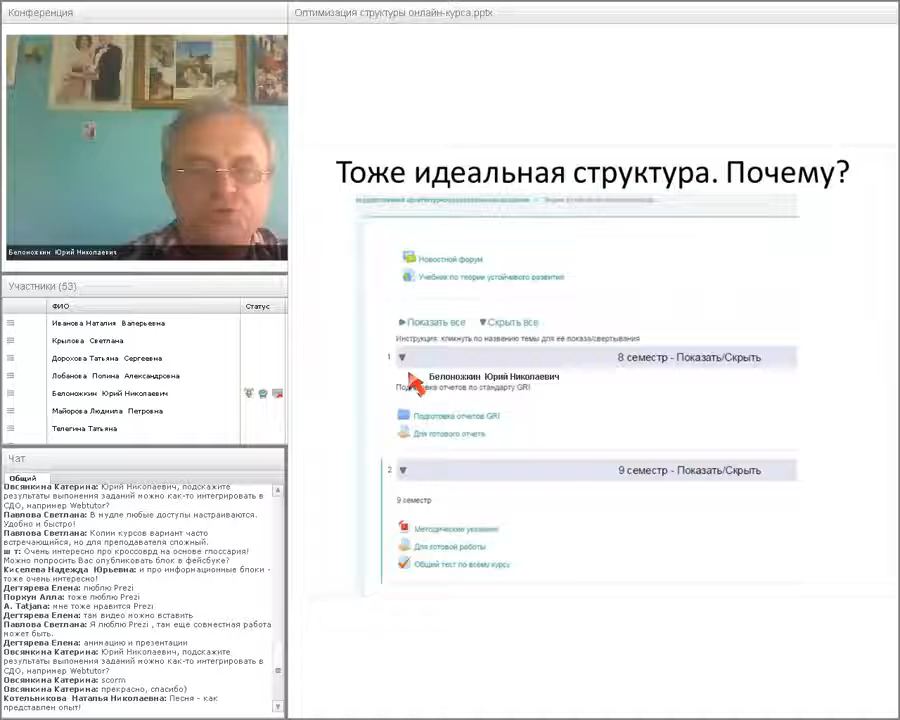 Конференция
Оптимизация структуры онлайн-курса.pptx
Белоножкин Юрий Николаевич
Участники (53)
ФИО
Статус
Иванова Наталия Валерьевна
Крылова Светлана
Дорохова Татьяна Сергеевна
Лобанова Полина Александровна
Белоножкин Юрий Николаевич
Майорова Людмила Петровна
Телегина Татьяна
Чат
Общий
Овсянкина Катерина: Юрий Николаевич, подскажите
результаты выпонения заданий можно как-то интегрировать в
СДО, например Webtutor?
Павлова Светлана: В мудле любые доступы настраиваются.
Удобно и быстро!
Павлова Светлана: Копии курсов вариант часто
встречающийся, но для преподавателя сложный.
ш т: Очень интересно про кроссворд на основе глоссария!
Можно попросить Вас опубликовать блок в фейсбуке?
Киселева Надежда Юрьевна: и про информационные блоки -
тоже очень интересно!
Дегтярева Елена: люблю Prezi
Порхун Алла: тоже люблю Prezi
A. Tatjana: мне тоже нравится Prezi
Дегтярева Елена: там видео можно вставить
Павлова Светлана: Я люблю Prezi , там еще совместная работа
может быть.
Дегтярева Елена: анимацию и презентации
Овсянкина Катерина: Юрий Николаевич, подскажите
результаты выпонения заданий можно как-то интегрировать в
СДО, например Webtutor?
Овсянкина Катерина: scorm
Овсянкина Катерина: прекрасно, спасибо)
Котельникова Наталья Николаевна: Песня - как
представлен опыт!
Тоже идеальная структура. Почему?
Новостной форум
Учебник по теории устойчивого развития
Показать все
Скрыть все
Инструкция: кликнуть по названию темы для её показа/свертывания
1
8 семестр - Показать/Скрыть
Белоножкин Юрий Николаевич
отчетов по стандарту GRI
Подготовка отчетов GRI
Для готового отчета
2
9 семестр - Показать/Скрыть
9 семестр
Методические указания
Для готовой работы
Общий тест по всему курсу